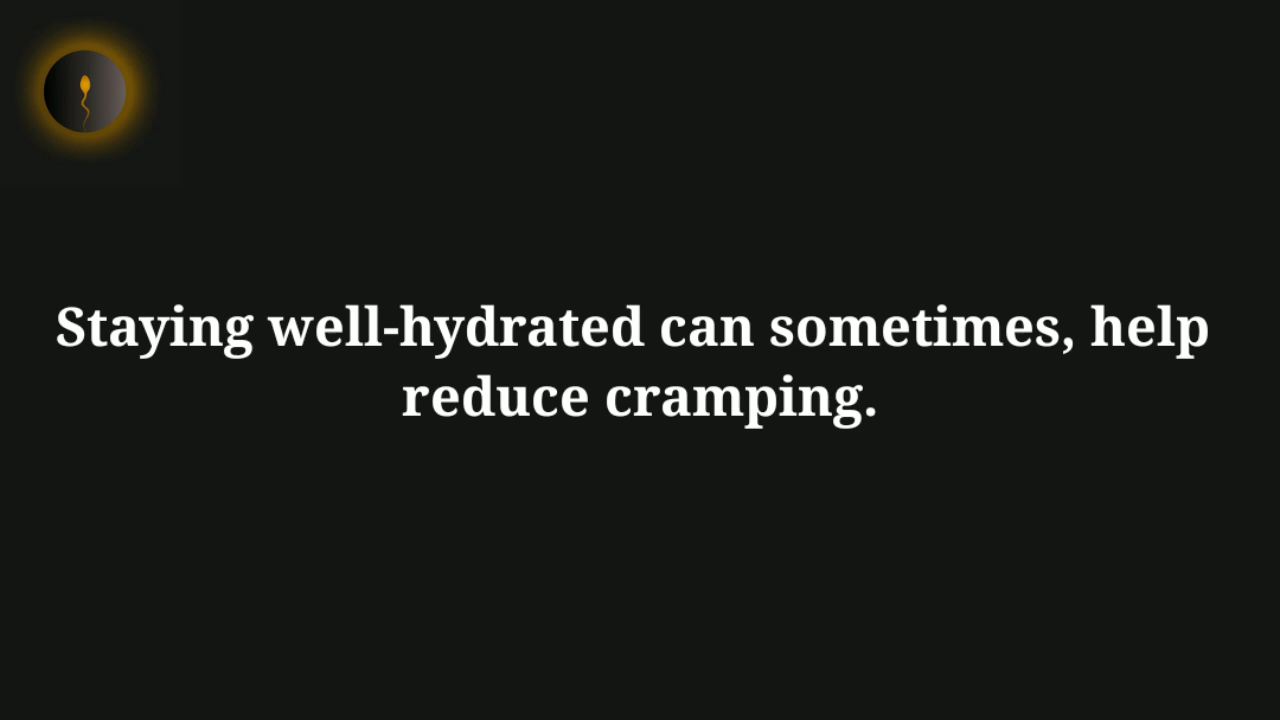 Staying well-hydrated can sometimes, help
reduce cramping.